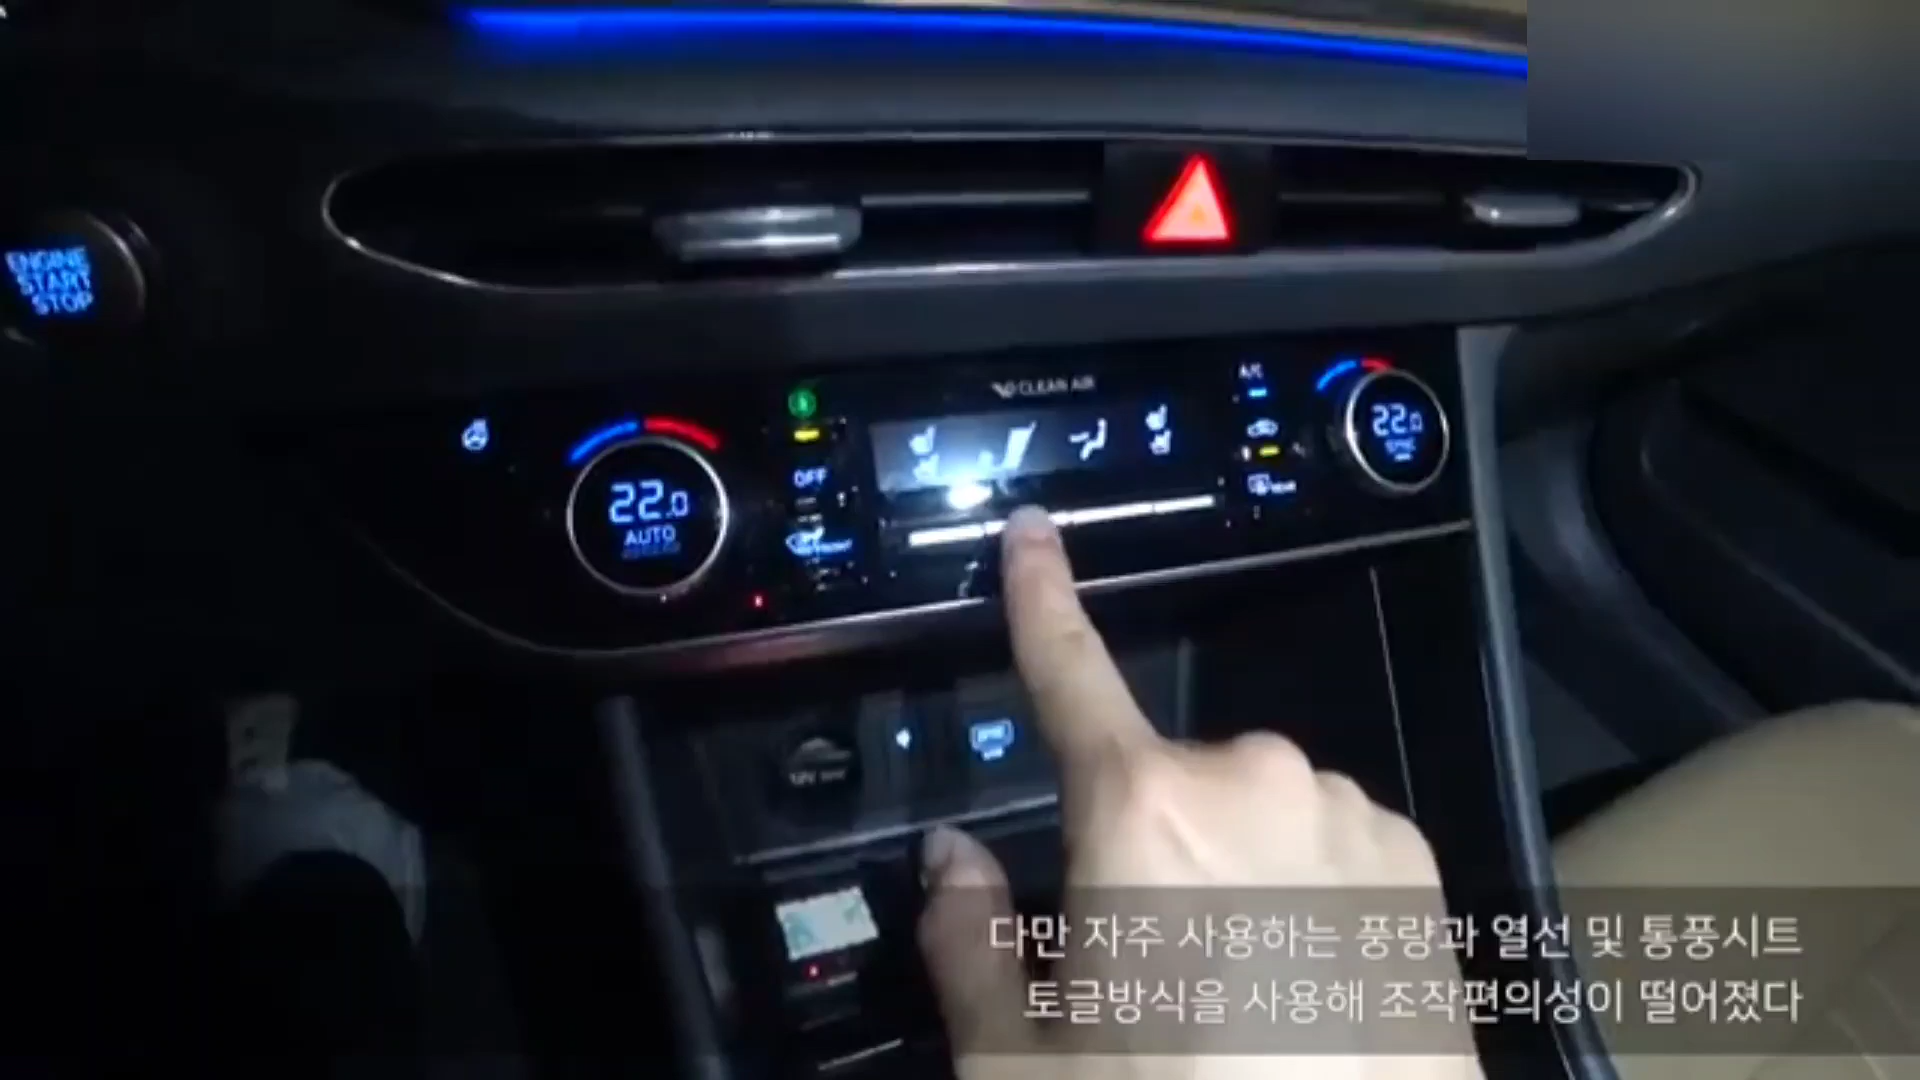 ENGINE
START
STOP
CLEAN AIR
A/C
22.0
AUTO
OFF
22.0
SYNC
다만 자주 사용하는 풍량과 열선 및 통풍시트
토글방식을 사용해 조작편의성이 떨어졌다